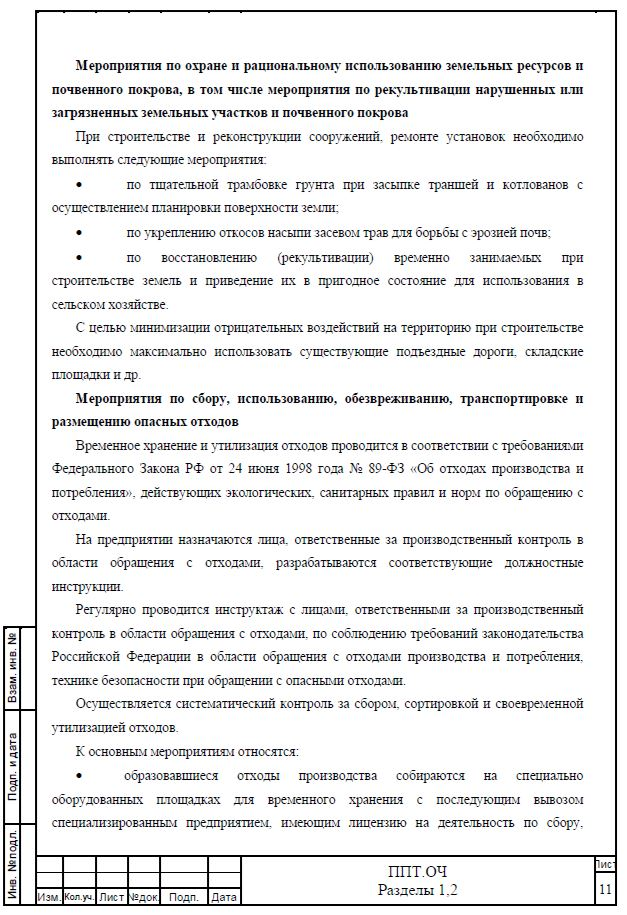 Мероприятия по охране и рациональному использованию земельных ресурсов и
почвенного покрова, в том числе мероприятия по рекультивации нарушенных или
загрязненных земельных участков и почвенного покрова
При строительстве и реконструкции сооружений, ремонте установок необходимо
выполнять следующие мероприятия:
• по тщательной трамбовке грунта при засыпке траншей и котлованов с
осуществлением планировки поверхности земли;
• по укреплению откосов насыпи засевом трав для борьбы с эрозией почв;
• по восстановлению (рекультивации) временно занимаемых при
строительстве земель и приведение их в пригодное состояние для использования в
сельском хозяйстве.
С целью минимизации отрицательных воздействий на территорию при строительстве
необходимо максимально использовать существующие подъездные дороги, складские
площадки и др.
Мероприятия по сбору, использованию, обезвреживанию, транспортировке и
размещению опасных отходов
Временное хранение и утилизация отходов проводится в соответствии с требованиями
Федерального Закона РФ от 24 июня 1998 года № 89-ФЗ «Об отходах производства и
потребления», действующих экологических, санитарных правил и норм по обращению с
отходами.
На предприятии назначаются лица, ответственные за производственный контроль в
области обращения с отходами, разрабатываются соответствующие должностные
инструкции.
Регулярно проводится инструктаж с лицами, ответственными за производственный
контроль в области обращения с отходами, по соблюдению требований законодательства
Российской Федерации в области обращения с отходами производства и потребления,
технике безопасности при обращении с опасными отходами.
Осуществляется систематический контроль за сбором, сортировкой и своевременной
утилизацией отходов.
К основным мероприятиям относятся:
• образовавшиеся отходы производства собираются на специально
оборудованных площадках для временного хранения с последующим вывозом
специализированным предприятием, имеющим лицензию на деятельность по сбору,
Взам. инв. №
Подп. и дата
Инв. № подл.
Изм. Кол.уч. Лист №док. Подп. Дата
ППТ.ОЧ
Разделы 1,2
Лист
11